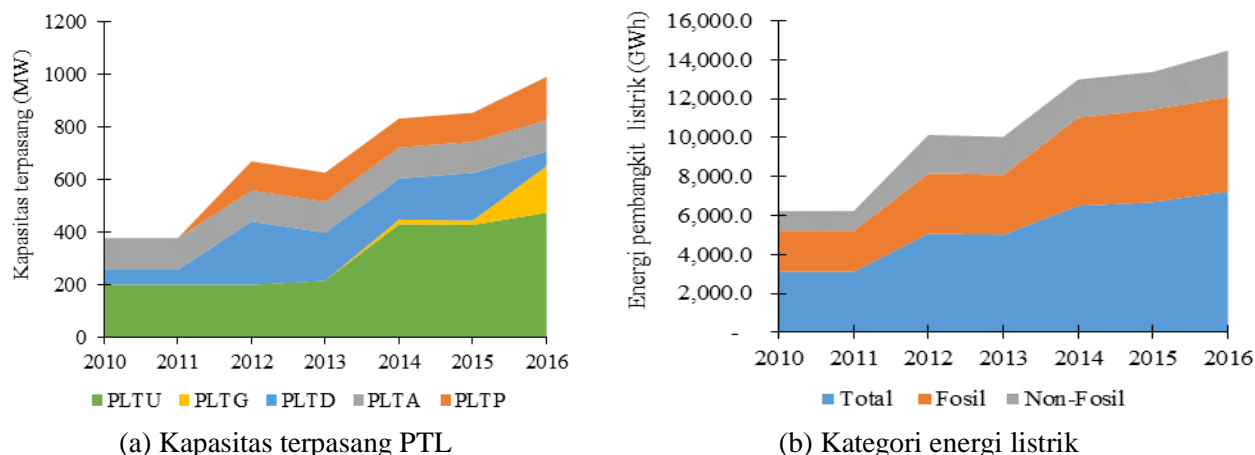 Kapasitas terpasang (MW)
1200
1000
800
600
400
200
0
2010 2011 2012 2013 2014 2015 2016
PLTU PLTG PLTD PLTA PLTP
(a) Kapasitas terpasang PTL
Energi pembangkit listrik (GWh)
16,000.0
14,000.0
12,000.0
10,000.0
8,000.0
6,000.0
4,000.0
2,000.0
-
2010 2011 2012 2013 2014 2015 2016
Total Fosil Non-Fosil
(b) Kategori energi listrik